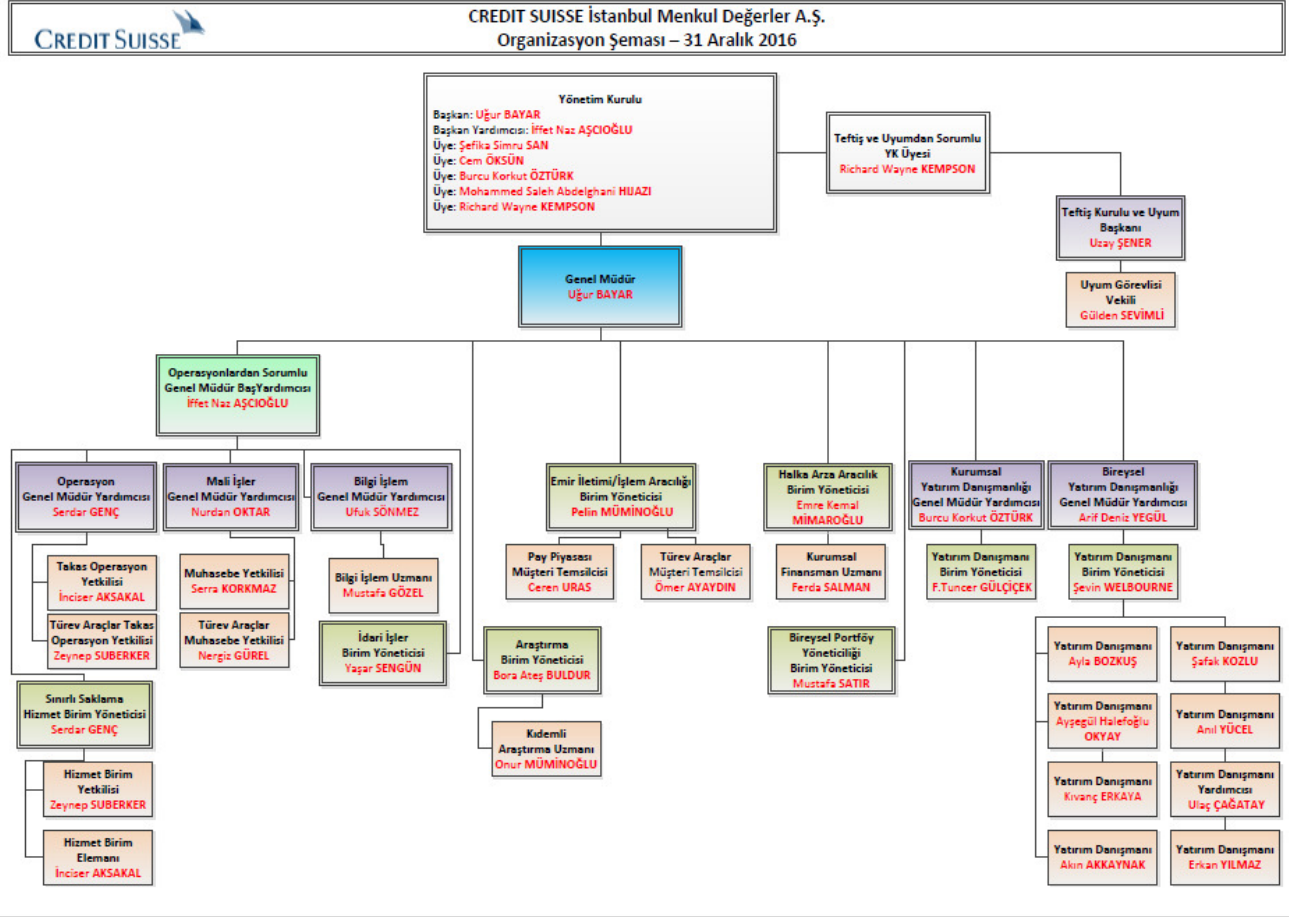 CREDIT SUISSE
CREDIT SUISSE İstanbul Menkul Değerler A.Ş.
Organizasyon Şeması – 31 Aralık 2016
Yönetim Kurulu
Başkan: Uğur BAYAR
Başkan Yardımcısı: İffet Naz AŞCIOĞLU
Üye: Şefika Simru SAN
Üye: Cem ÖKSÜN
Üye: Burcu Korkut ÖZTÜRK
Üye: Mohammed Saleh Abdelghani HIJAZI
Üye: Richard Wayne KEMPSON
Teftiş ve Uyumdan Sorumlu
YK Üyesi
Richard Wayne KEMPSON
Teftiş Kurulu ve Uyum
Başkanı
Uzay ŞENER
Uyum Görevlisi
Vekili
Gülden SEVİMLİ
Genel Müdür
Uğur BAYAR
Operasyonlardan Sorumlu
Genel Müdür BaşYardımcısı
İffet Naz AŞCIOĞLU
Operasyon
Genel Müdür Yardımcısı
Serdar GENÇ
Mali İşler
Genel Müdür Yardımcısı
Nurdan OKTAR
Bilgi İşlem
Genel Müdür Yardımcısı
Ufuk SÖNMEZ
Emir İletimi/İşlem Aracılığı
Birim Yöneticisi
Pelin MÜMİNOĞLU
Halka Arza Aracılık
Birim Yöneticisi
Emre Kemal
MİMAROĞLU
Kurumsal
Yatırım Danışmanlığı
Genel Müdür Yardımcısı
Burcu Korkut ÖZTÜRK
Bireysel
Yatırım Danışmanlığı
Genel Müdür Yardımcısı
Arif Deniz YEGÜL
Takas Operasyon
Yetkilisi
İnciser AKSAKAL
Muhasebe Yetkilisi
Serra KORKMAZ
Bilgi İşlem Uzmanı
Mustafa GÖZEL
Pay Piyasası
Müşteri Temsilcisi
Ceren URAS
Türev Araçlar
Müşteri Temsilcisi
Ömer AYAYDIN
Kurumsal
Finansman Uzmanı
Ferda SALMAN
Yatırım Danışmanı
Birim Yöneticisi
F.Tuncer GÜLÇİÇEK
Yatırım Danışmanı
Birim Yöneticisi
Şevin WELBOURNE
Türev Araçlar Takas
Operasyon Yetkilisi
Zeynep SUBERKER
Türev Araçlar
Muhasebe Yetkilisi
Nergiz GÜREL
İdari İşler
Birim Yöneticisi
Yaşar SENGÜN
Araştırma
Birim Yöneticisi
Bora Ateş BULDUR
Bireysel Portföy
Yöneticiliği
Birim Yöneticisi
Mustafa SATIR
Yatırım Danışmanı
Ayla BOZKUŞ
Yatırım Danışmanı
Şafak KOZLU
Sınırlı Saklama
Hizmet Birim Yöneticisi
Serdar GENÇ
Kıdemli
Araştırma Uzmanı
Onur MÜMİNOĞLU
Yatırım Danışmanı
Ayşegül Halefoğlu
OKYAY
Yatırım Danışmanı
Anıl YÜCEL
Hizmet Birim
Yetkilisi
Zeynep SUBERKER
Yatırım Danışmanı
Kıvanç ERKAYA
Yatırım Danışmanı
Yardımcısı
Ulaç ÇAĞATAY
Hizmet Birim
Elemanı
İnciser AKSAKAL
Yatırım Danışmanı
Akın AKKAYNAK
Yatırım Danışmanı
Erkan YILMAZ